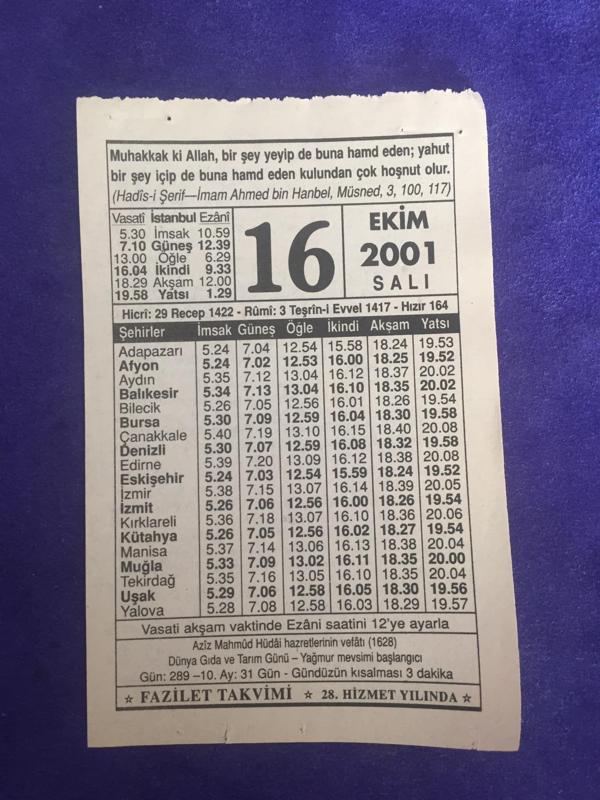 Muhakkak ki Allah, bir şey yeyip de buna hamd eden; yahut
bir şey içip de buna hamd eden kulundan çok hoşnut olur.
(Hadîs-i Şerif—İmam Ahmed bin Hanbel, Müsned, 3, 100, 117)
Vasatî İstanbul Ezânî
5.30 İmsak 10.59
7.10 Güneş 12.39
13.00 Öğle 6.29
16.04 İkindi 9.33
18.29 Akşam 12.00
19.58 Yatsı 1.29
16
EKİM
2001
SALI
Hicrî: 29 Recep 1422 - Rûmî: 3 Teşrîn-i Evvel 1417 - Hızır 164
Şehirler İmsak Güneş Öğle İkindi Akşam Yatsı
Adapazarı 5.24 7.04 12.54 15.58 18.24 19.53
Afyon 5.24 7.02 12.53 16.00 18.25 19.52
Aydın 5.35 7.12 13.04 16.12 18.37 20.02
Balıkesir 5.34 7.13 13.04 16.10 18.35 20.02
Bilecik 5.26 7.05 12.56 16.01 18.26 19.54
Bursa 5.30 7.09 12.59 16.04 18.30 19.58
Çanakkale 5.40 7.19 13.10 16.15 18.40 20.08
Denizli 5.30 7.07 12.59 16.08 18.32 19.58
Edirne 5.39 7.20 13.09 16.12 18.38 20.08
Eskişehir 5.24 7.03 12.54 15.59 18.24 19.52
İzmir 5.38 7.15 13.07 16.14 18.39 20.05
İzmit 5.26 7.06 12.56 16.00 18.26 19.54
Kırklareli 5.36 7.18 13.07 16.10 18.36 20.06
Kütahya 5.26 7.05 12.56 16.02 18.27 19.54
Manisa 5.37 7.14 13.06 16.13 18.38 20.04
Muğla 5.33 7.09 13.02 16.11 18.35 20.00
Tekirdağ 5.35 7.16 13.05 16.10 18.35 20.04
Uşak 5.29 7.06 12.58 16.05 18.30 19.56
Yalova 5.28 7.08 12.58 16.03 18.29 19.57
Vasati akşam vaktinde Ezâni saatini 12'ye ayarla
Azîz Mahmûd Hüdâi hazretlerinin vefâtı (1628)
Dünya Gıda ve Tarım Günü – Yağmur mevsimi başlangıcı
Gün: 289 –10. Ay: 31 Gün - Gündüzün kısalması 3 dakika
☆ FAZİLET TAKVİMİ ☆ 28. HİZMET YILINDA ☆